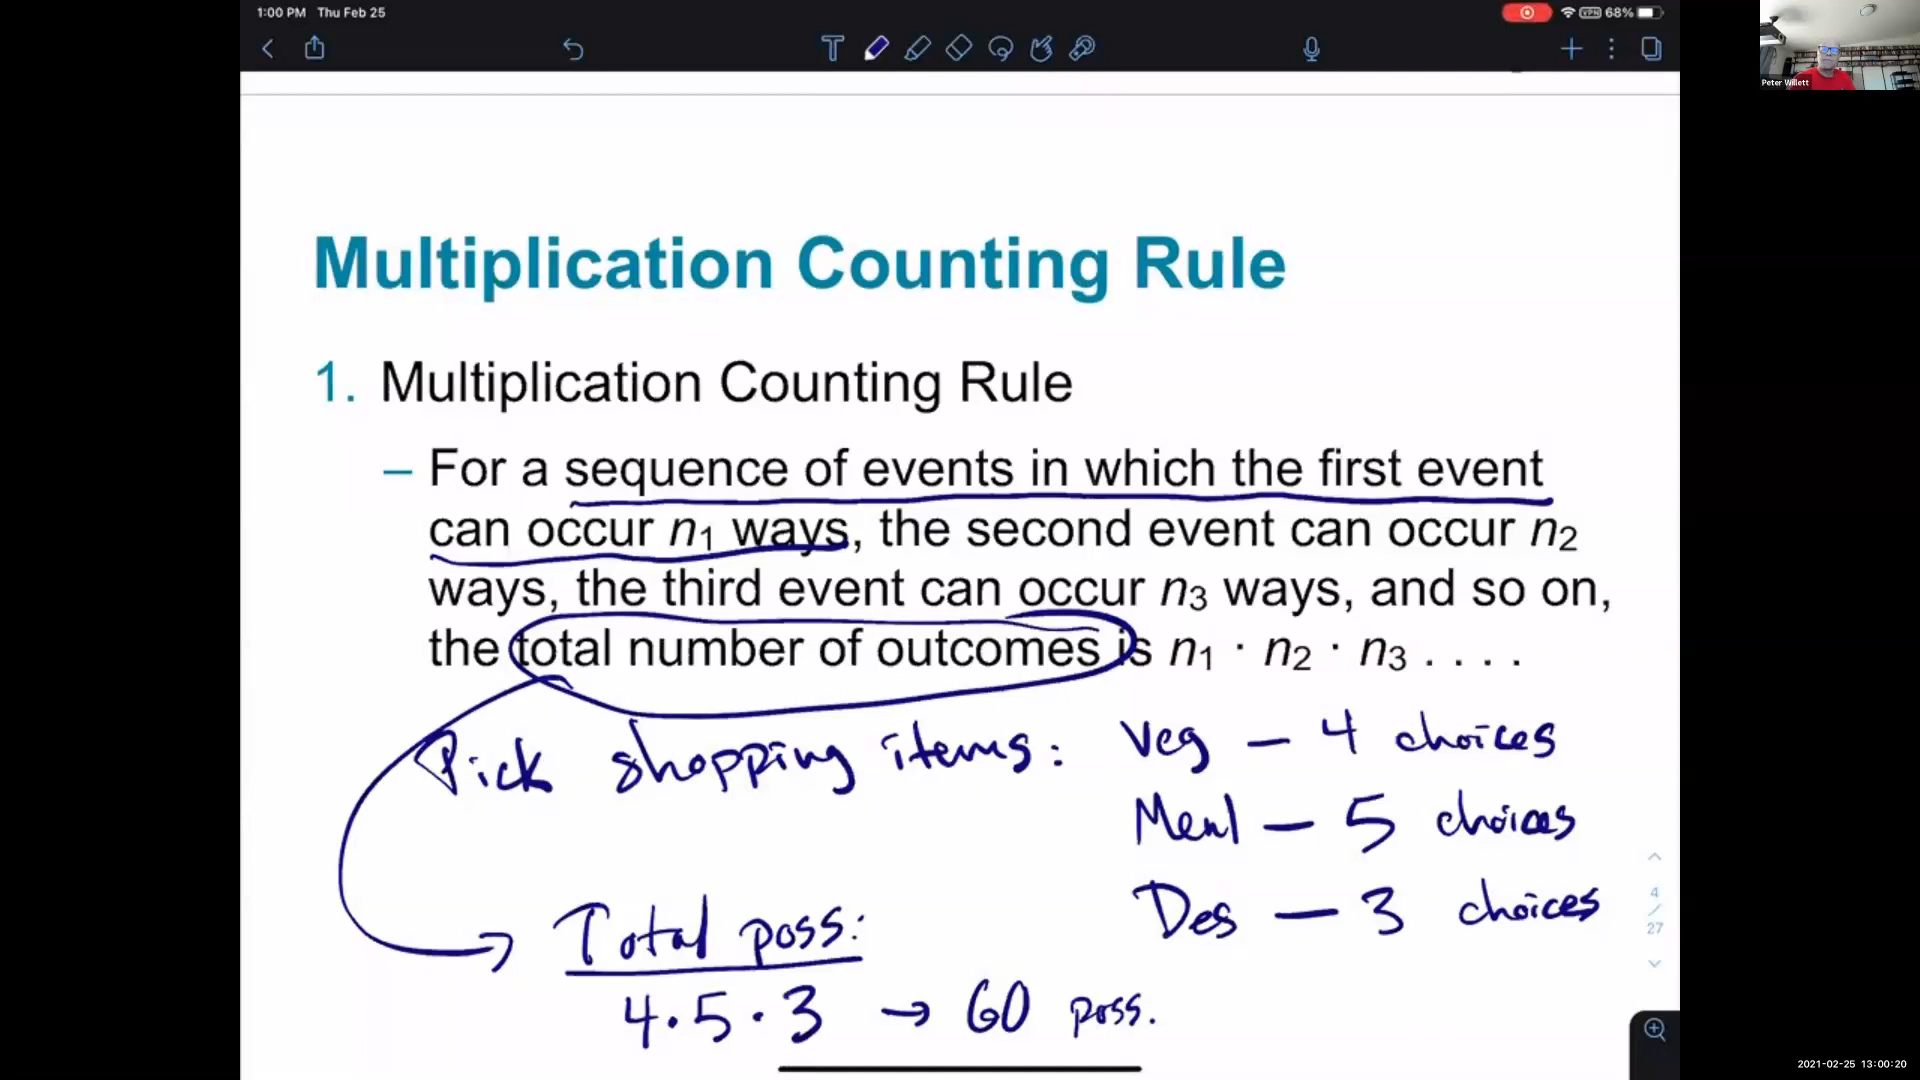 1:00 PM Thu Feb 25
VPN 68%
Peter Willett
Multiplication Counting Rule
1. Multiplication Counting Rule
– For a sequence of events in which the first event
can occur n₁ ways, the second event can occur n₂
ways, the third event can occur n₃ ways, and so on,
the total number of outcomes is n₁ · n₂ · n₃ . . . .
Pick shopping items: Veg — 4 choices
Meal — 5 choices
Des — 3 choices
Total poss:
4·5·3 → 60 poss.
4
/
27
2021-02-25 13:00:20